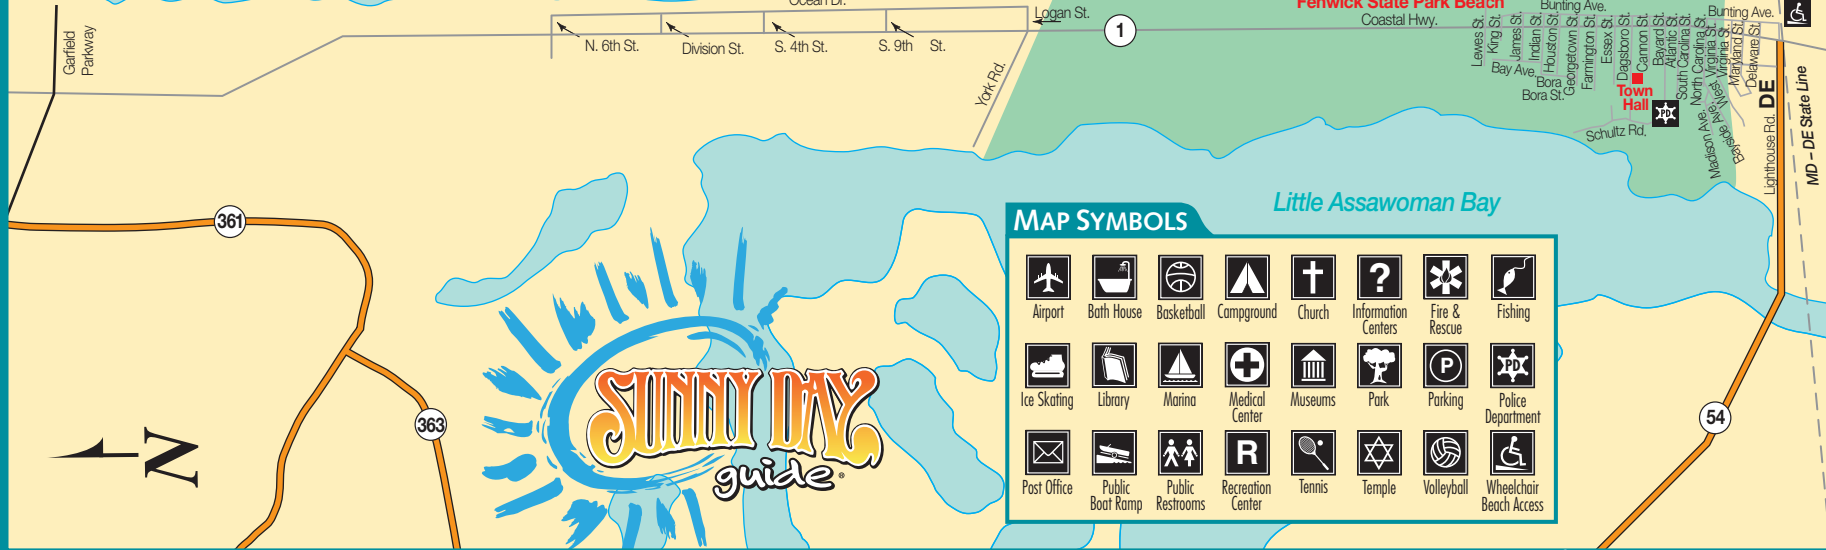 Ocean Dr.
Fenwick State Park Beach
Logan St.
Coastal Hwy.
1
Bunting Ave.
Bunting Ave.
Garfield
Parkway
N. 6th St.
Division St.
S. 4th St.
S. 9th St.
York Rd.
Lewes St.
King St.
James St.
Indian St.
Houston St.
Georgetown St.
Farmington St.
Essex St.
Dagsboro St.
Cannon St.
Bayard St.
Atlantic St.
South Carolina St.
North Carolina St.
Virginia St.
West Virginia St.
Maryland St.
Delaware St.
Bay Ave.
Bora
Bora St.
Town
Hall
PD
Schultz Rd.
Madison Ave.
Bayside Ave.
Lighthouse Rd.
DE
MD – DE State Line
Little Assawoman Bay
361
363
54
N
SUNNY DAY
guide®
MAP SYMBOLS
?
Airport
Bath House
Basketball
Campground
Church
Information
Centers
Fire &
Rescue
Fishing
P
PD
Ice Skating
Library
Marina
Medical
Center
Museums
Park
Parking
Police
Department
R
Post Office
Public
Boat Ramp
Public
Restrooms
Recreation
Center
Tennis
Temple
Volleyball
Wheelchair
Beach Access